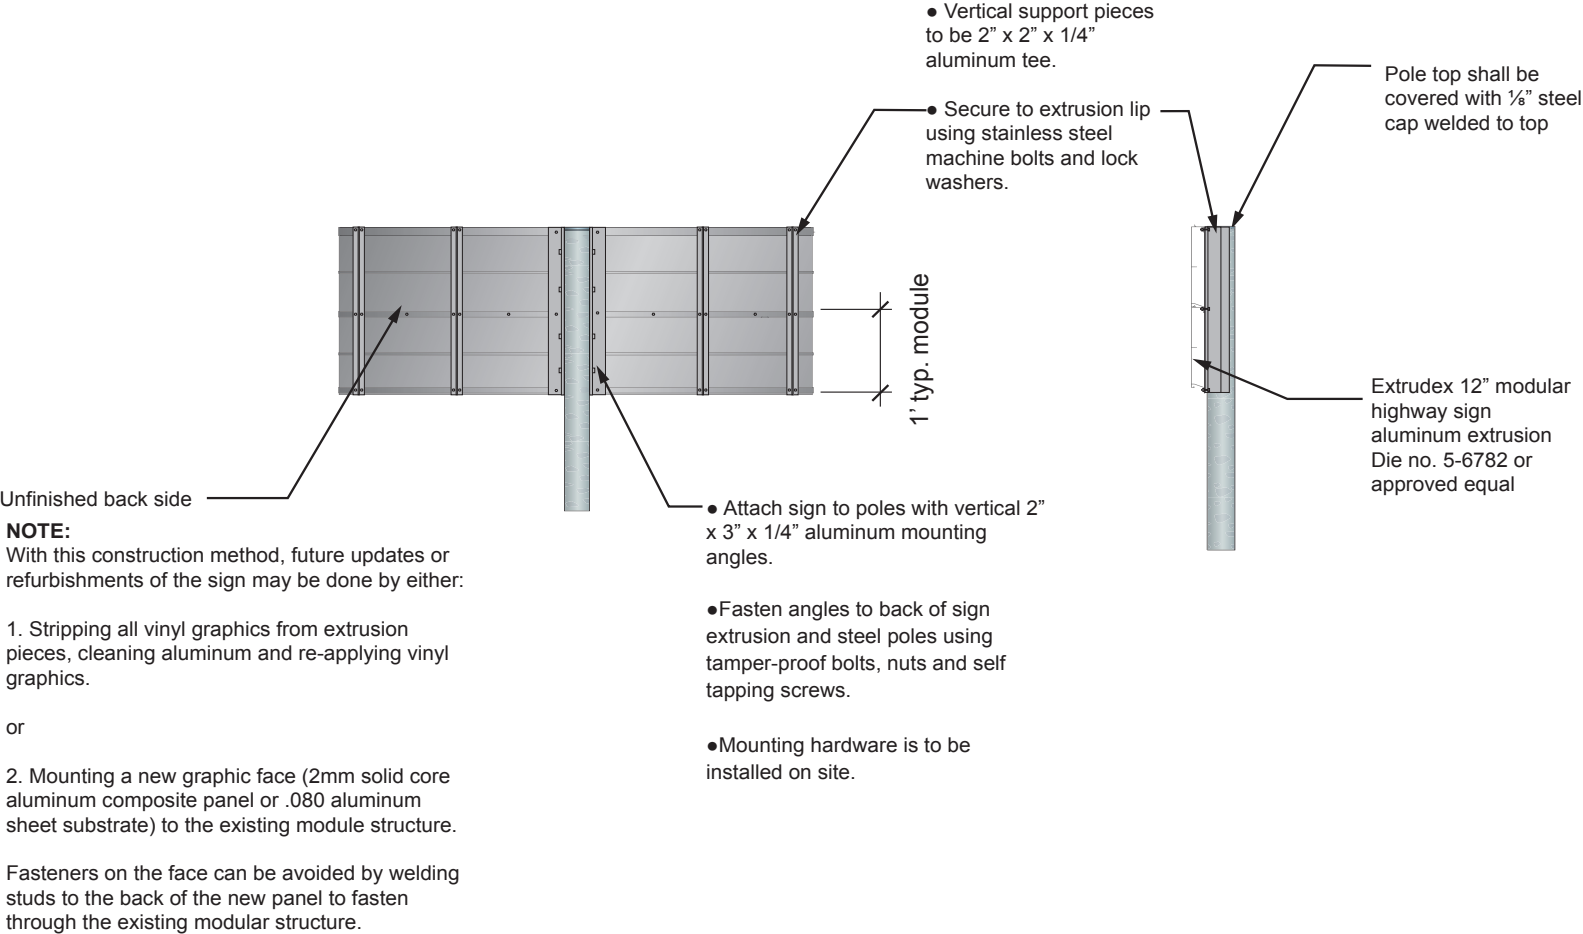 ● Vertical support pieces
to be 2” x 2” x 1/4”
aluminum tee.
● Secure to extrusion lip
using stainless steel
machine bolts and lock
washers.
Pole top shall be
covered with ⅛” steel
cap welded to top
1’ typ. module
Extrudex 12” modular
highway sign
aluminum extrusion
Die no. 5-6782 or
approved equal
Unfinished back side
NOTE:
With this construction method, future updates or
refurbishments of the sign may be done by either:
1. Stripping all vinyl graphics from extrusion
pieces, cleaning aluminum and re-applying vinyl
graphics.
or
2. Mounting a new graphic face (2mm solid core
aluminum composite panel or .080 aluminum
sheet substrate) to the existing module structure.
Fasteners on the face can be avoided by welding
studs to the back of the new panel to fasten
through the existing modular structure.
● Attach sign to poles with vertical 2”
x 3” x 1/4” aluminum mounting
angles.
●Fasten angles to back of sign
extrusion and steel poles using
tamper-proof bolts, nuts and self
tapping screws.
●Mounting hardware is to be
installed on site.